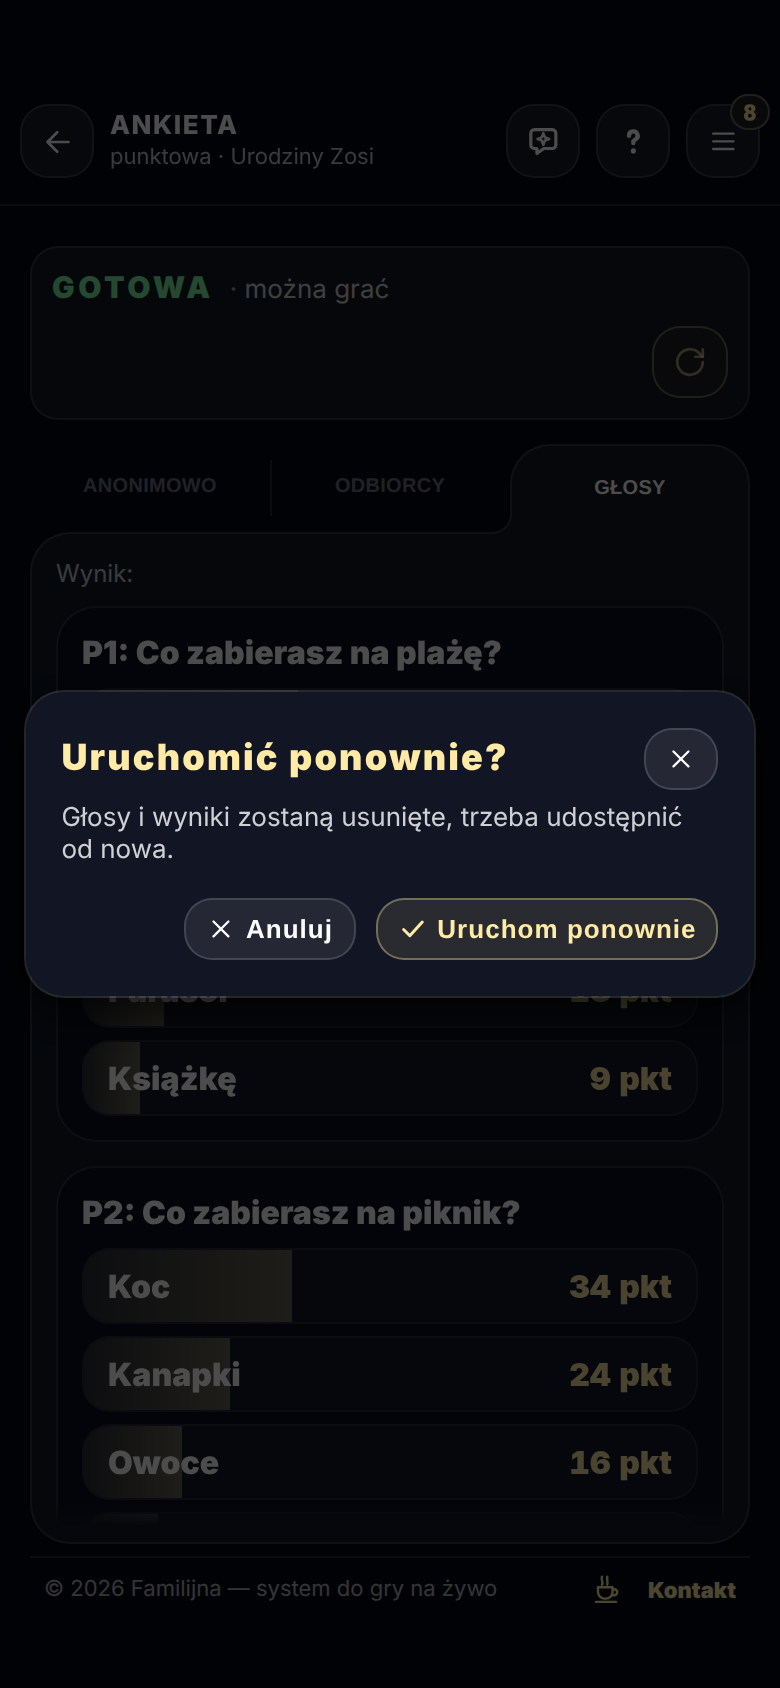 ANKIETA
punktowa · Urodziny Zosi
8
GOTOWA · można grać
ANONIMOWO
ODBIORCY
GŁOSY
Wynik:
P1: Co zabierasz na plażę?
Uruchomić ponownie?
Głosy i wyniki zostaną usunięte, trzeba udostępnić
od nowa.
Anuluj
Uruchom ponownie
Książkę 9 pkt
P2: Co zabierasz na piknik?
Koc 34 pkt
Kanapki 24 pkt
Owoce 16 pkt
© 2026 Familijna — system do gry na żywo
Kontakt